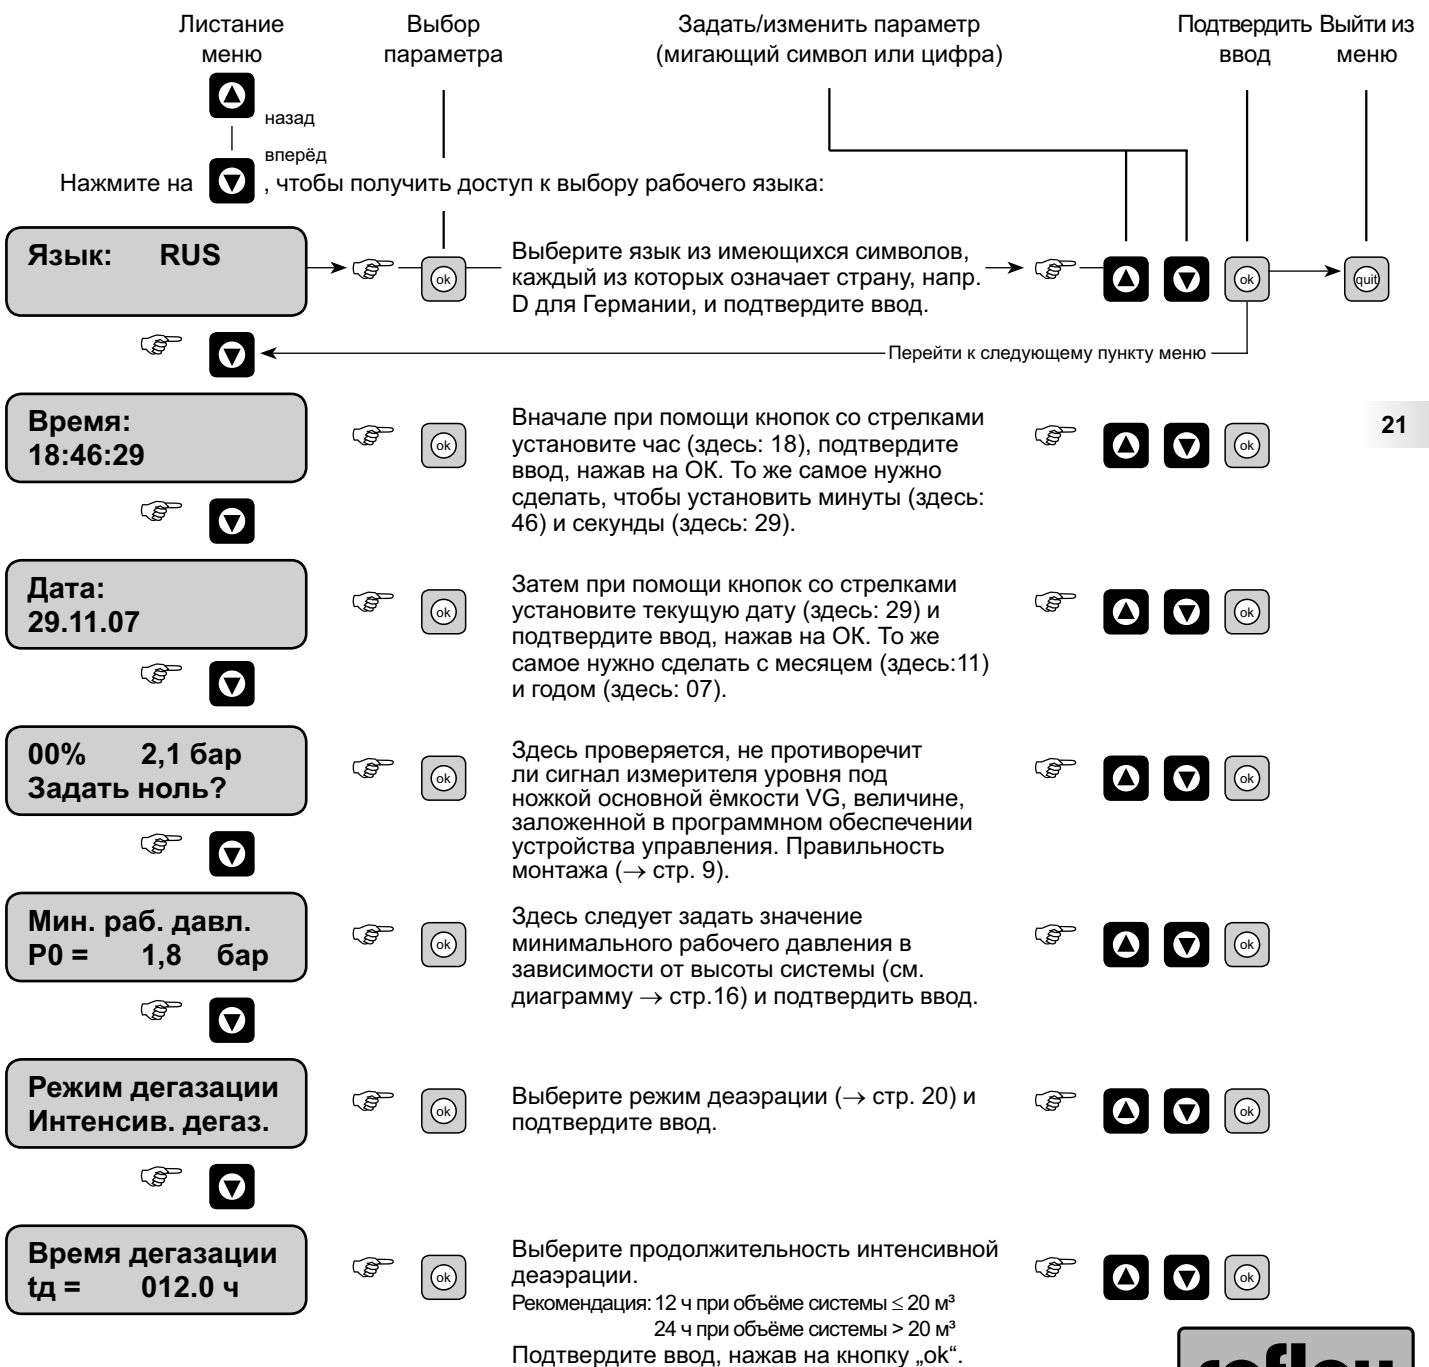 Листание меню
Выбор параметра
Задать/изменить параметр
(мигающий символ или цифра)
Подтвердить ввод
Выйти из меню
назад
вперёд
Нажмите на , чтобы получить доступ к выбору рабочего языка:
Язык: RUS
ok
Выберите язык из имеющихся символов,
каждый из которых означает страну, напр.
D для Германии, и подтвердите ввод.
ok
quit
Перейти к следующему пункту меню
21
Время:
18:46:29
ok
Вначале при помощи кнопок со стрелками
установите час (здесь: 18), подтвердите
ввод, нажав на ОК. То же самое нужно
сделать, чтобы установить минуты (здесь:
46) и секунды (здесь: 29).
ok
Дата:
29.11.07
ok
Затем при помощи кнопок со стрелками
установите текущую дату (здесь: 29) и
подтвердите ввод, нажав на ОК. То же
самое нужно сделать с месяцем (здесь:11)
и годом (здесь: 07).
ok
00% 2,1 бар
Задать ноль?
ok
Здесь проверяется, не противоречит
ли сигнал измерителя уровня под
ножкой основной ёмкости VG, величине,
заложенной в программном обеспечении
устройства управления. Правильность
монтажа (→ стр. 9).
ok
Мин. раб. давл.
P0 = 1,8 бар
ok
Здесь следует задать значение
минимального рабочего давления в
зависимости от высоты системы (см.
диаграмму → стр.16) и подтвердить ввод.
ok
Режим дегазации
Интенсив. дегаз.
ok
Выберите режим деаэрации (→ стр. 20) и
подтвердите ввод.
ok
Время дегазации
tд = 012.0 ч
ok
Выберите продолжительность интенсивной
деаэрации.
Рекомендация: 12 ч при объёме системы ≤ 20 м³
24 ч при объёме системы > 20 м³
Подтвердите ввод, нажав на кнопку „ok“.
ok